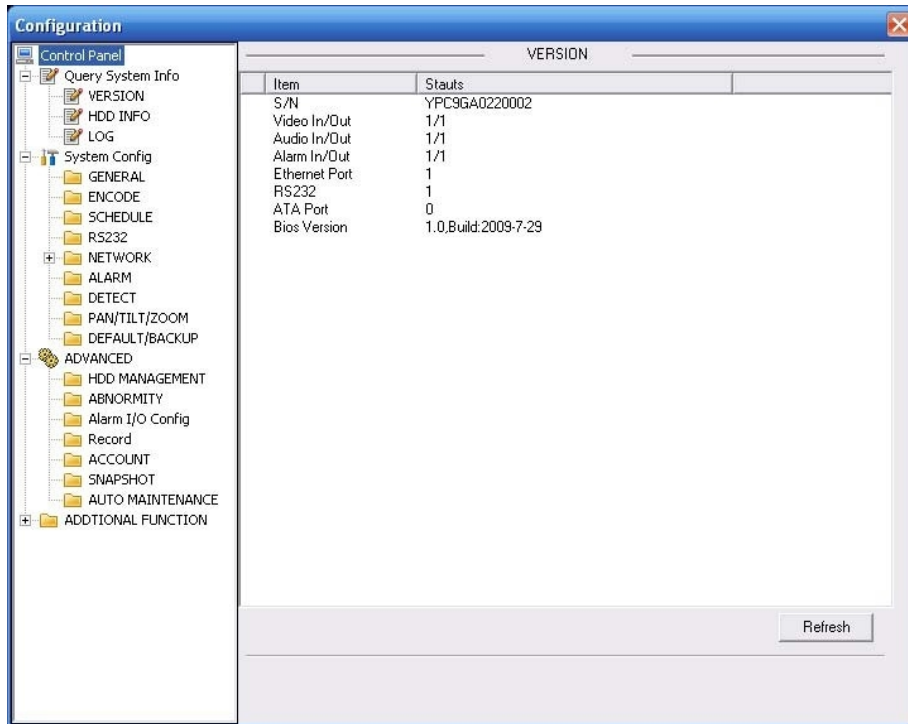 Configuration
Control Panel
Query System Info
VERSION
HDD INFO
LOG
System Config
GENERAL
ENCODE
SCHEDULE
RS232
NETWORK
ALARM
DETECT
PAN/TILT/ZOOM
DEFAULT/BACKUP
ADVANCED
HDD MANAGEMENT
ABNORMITY
Alarm I/O Config
Record
ACCOUNT
SNAPSHOT
AUTO MAINTENANCE
ADDTIONAL FUNCTION
VERSION
Item Stauts
S/N YPC9GA0220002
Video In/Out 1/1
Audio In/Out 1/1
Alarm In/Out 1/1
Ethernet Port 1
RS232 1
ATA Port 0
Bios Version 1.0,Build:2009-7-29
Refresh